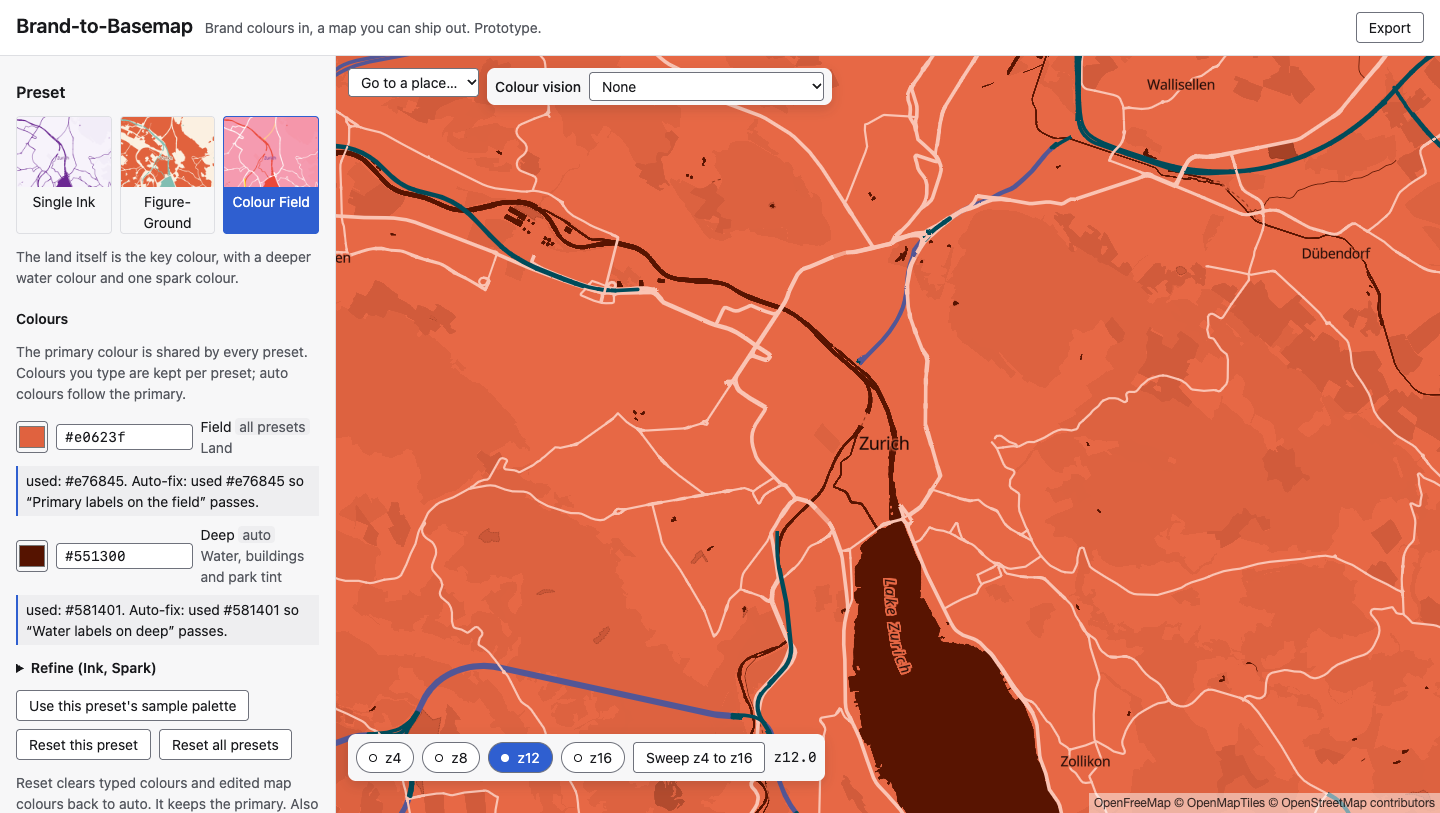 Brand-to-Basemap
Brand colours in, a map you can ship out. Prototype.
Export
Preset
Single Ink
Figure-
Ground
Colour Field
The land itself is the key colour, with a deeper
water colour and one spark colour.
Colours
The primary colour is shared by every preset.
Colours you type are kept per preset; auto
colours follow the primary.
#e0623f
Field all presets
Land
used: #e76845. Auto-fix: used #e76845 so
“Primary labels on the field” passes.
#551300
Deep auto
Water, buildings
and park tint
used: #581401. Auto-fix: used #581401 so
“Water labels on deep” passes.
Refine (Ink, Spark)
Use this preset's sample palette
Reset this preset
Reset all presets
Reset clears typed colours and edited map
colours back to auto. It keeps the primary. Also
Go to a place...
Colour vision
None
Wallisellen
en
Dübendorf
Zurich
Lake Zurich
Zollikon
z4
z8
z12
z16
Sweep z4 to z16
z12.0
OpenFreeMap © OpenMapTiles © OpenStreetMap contributors